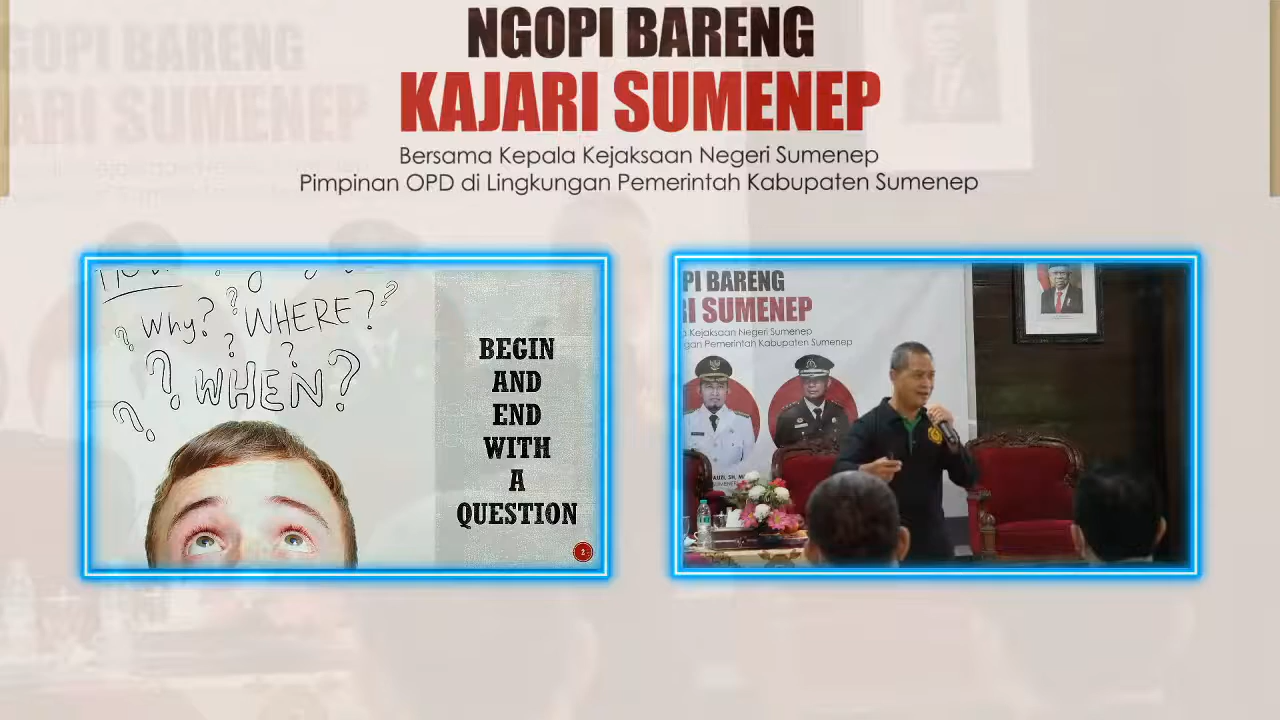 NGOPI BARENG
KAJARI SUMENEP
Bersama Kepala Kejaksaan Negeri Sumenep
Pimpinan OPD di Lingkungan Pemerintah Kabupaten Sumenep
Why? WHERE?
WHEN?
BEGIN
AND
END
WITH
A
QUESTION
2
PI BARENG
RI SUMENEP
Kejaksaan Negeri Sumenep
gan Pemerintah Kabupaten Sumenep